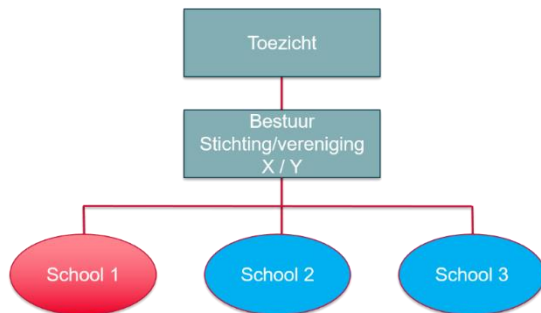 Toezicht
Bestuur
Stichting/vereniging
X / Y
School 1
School 2
School 3